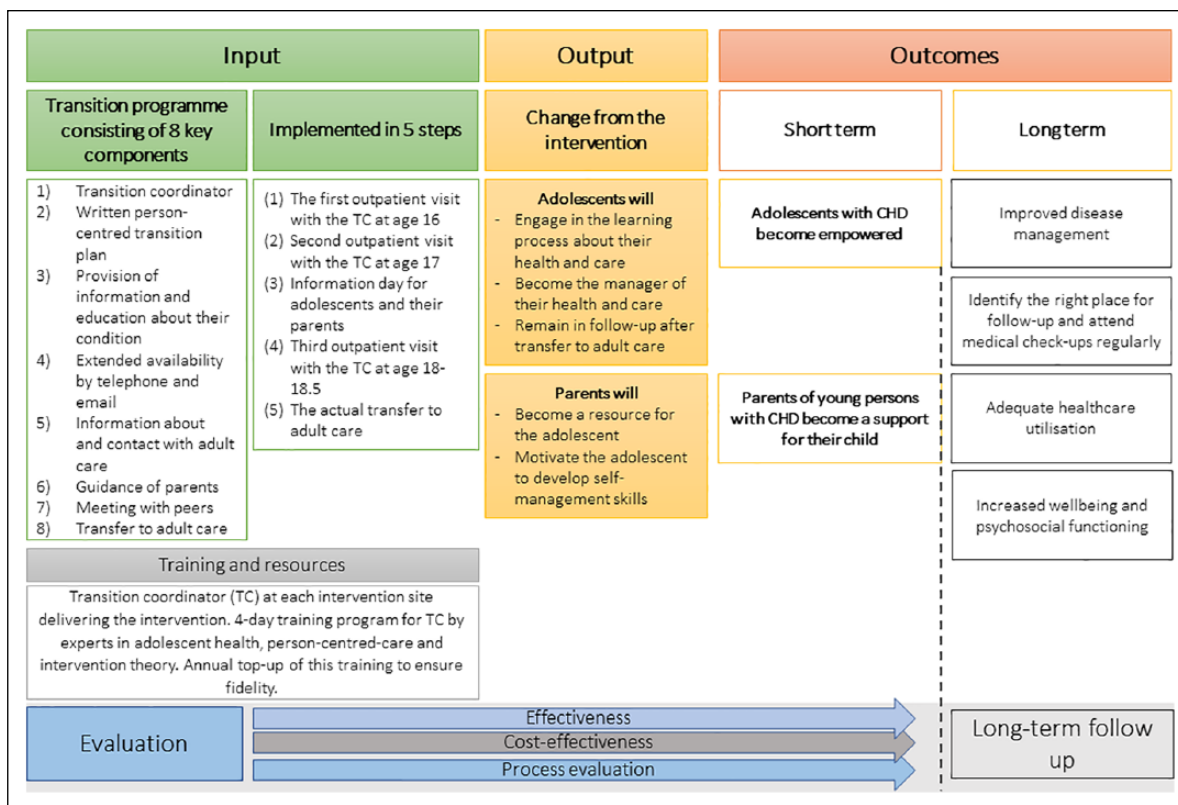 Input
Output
Outcomes
Transition programme
consisting of 8 key
components
Implemented in 5 steps
Change from the
intervention
Short term
Long term
1) Transition coordinator
2) Written person-
centred transition
plan
3) Provision of
information and
education about their
condition
4) Extended availability
by telephone and
email
5) Information about
and contact with adult
care
6) Guidance of parents
7) Meeting with peers
8) Transfer to adult care
(1) The first outpatient visit
with the TC at age 16
(2) Second outpatient visit
with the TC at age 17
(3) Information day for
adolescents and their
parents
(4) Third outpatient visit
with the TC at age 18-
18.5
(5) The actual transfer to
adult care
Adolescents will
- Engage in the learning
process about their
health and care
- Become the manager of
their health and care
- Remain in follow-up after
transfer to adult care
Parents will
- Become a resource for
the adolescent
- Motivate the adolescent
to develop self-
management skills
Adolescents with CHD
become empowered
Parents of young persons
with CHD become a support
for their child
Improved disease
management
Identify the right place for
follow-up and attend
medical check-ups regularly
Adequate healthcare
utilisation
Increased wellbeing and
psychosocial functioning
Training and resources
Transition coordinator (TC) at each intervention site
delivering the intervention. 4-day training program for TC by
experts in adolescent health, person-centred-care and
intervention theory. Annual top-up of this training to ensure
fidelity.
Evaluation
Effectiveness
Cost-effectiveness
Process evaluation
Long-term follow
up